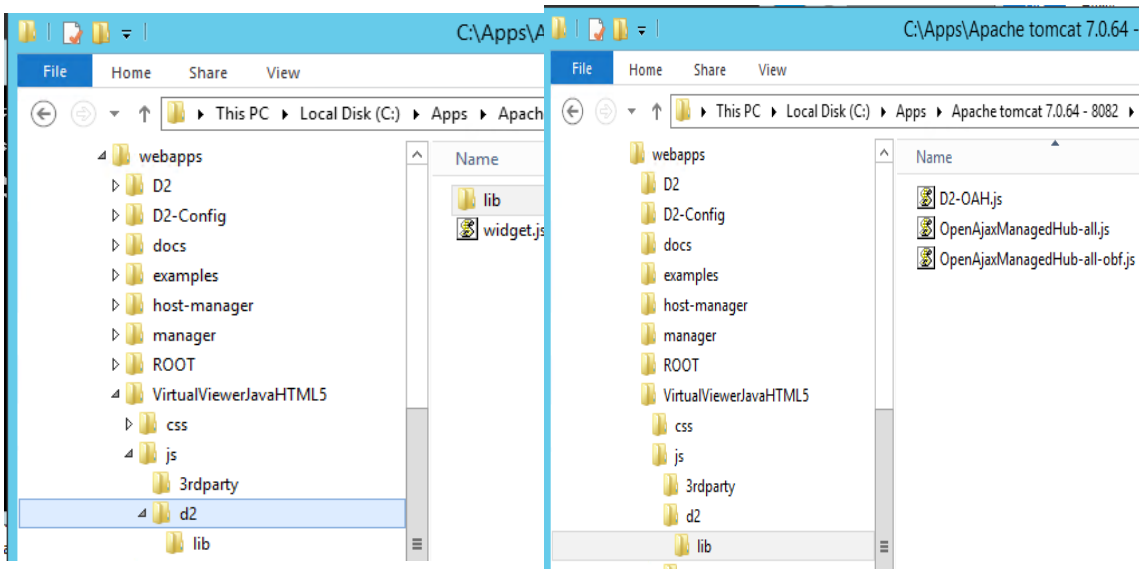 C:\Apps\A
File Home Share View
This PC Local Disk (C:) Apps Apach
webapps
D2
D2-Config
docs
examples
host-manager
manager
ROOT
VirtualViewerJavaHTML5
css
js
3rdparty
d2
lib
Name
lib
widget.js
C:\Apps\Apache tomcat 7.0.64 -
File Home Share View
This PC Local Disk (C:) Apps Apache tomcat 7.0.64 - 8082
webapps
D2
D2-Config
docs
examples
host-manager
manager
ROOT
VirtualViewerJavaHTML5
css
js
3rdparty
d2
lib
Name
D2-OAH.js
OpenAjaxManagedHub-all.js
OpenAjaxManagedHub-all-obf.js